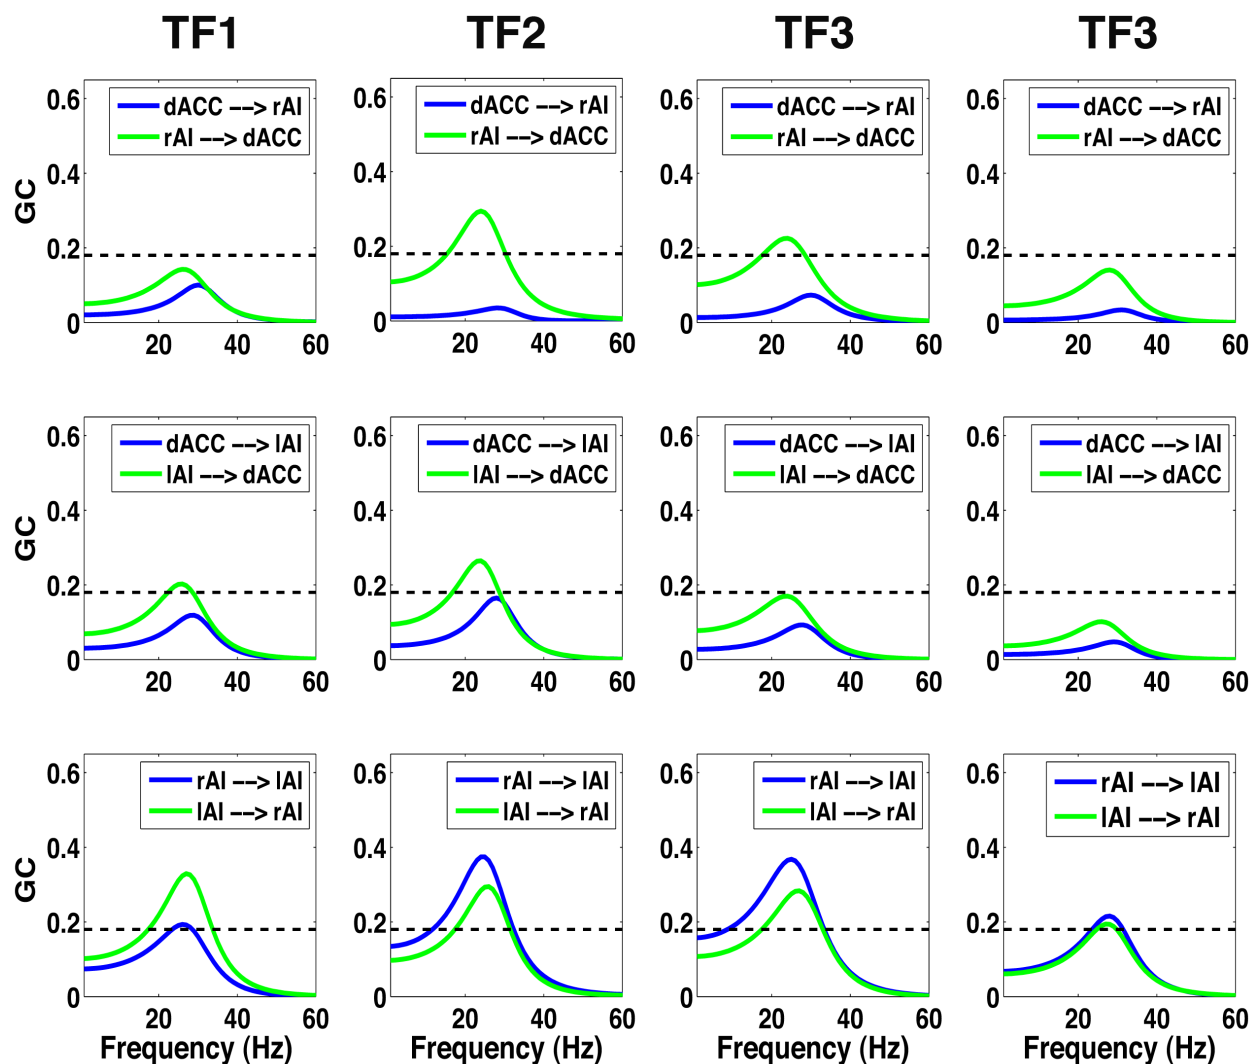 TF1 TF2 TF3 TF3
0.6 dACC --> rAI 0.6 dACC --> rAI 0.6 dACC --> rAI 0.6 dACC --> rAI
rAI --> dACC rAI --> dACC rAI --> dACC rAI --> dACC
0.4 0.4 0.4 0.4
GC
0.2 0.2 0.2 0.2
0 0 0 0
20 40 60 20 40 60 20 40 60 20 40 60
0.6 dACC --> lAI 0.6 dACC --> lAI 0.6 dACC --> lAI 0.6 dACC --> lAI
lAI --> dACC lAI --> dACC lAI --> dACC lAI --> dACC
0.4 0.4 0.4 0.4
GC
0.2 0.2 0.2 0.2
0 0 0 0
20 40 60 20 40 60 20 40 60 20 40 60
0.6 rAI --> lAI 0.6 rAI --> lAI 0.6 rAI --> lAI 0.6 rAI --> lAI
lAI --> rAI lAI --> rAI lAI --> rAI lAI --> rAI
0.4 0.4 0.4 0.4
GC
0.2 0.2 0.2 0.2
0 0 0 0
20 40 60 20 40 60 20 40 60 20 40 60
Frequency (Hz) Frequency (Hz) Frequency (Hz) Frequency (Hz)